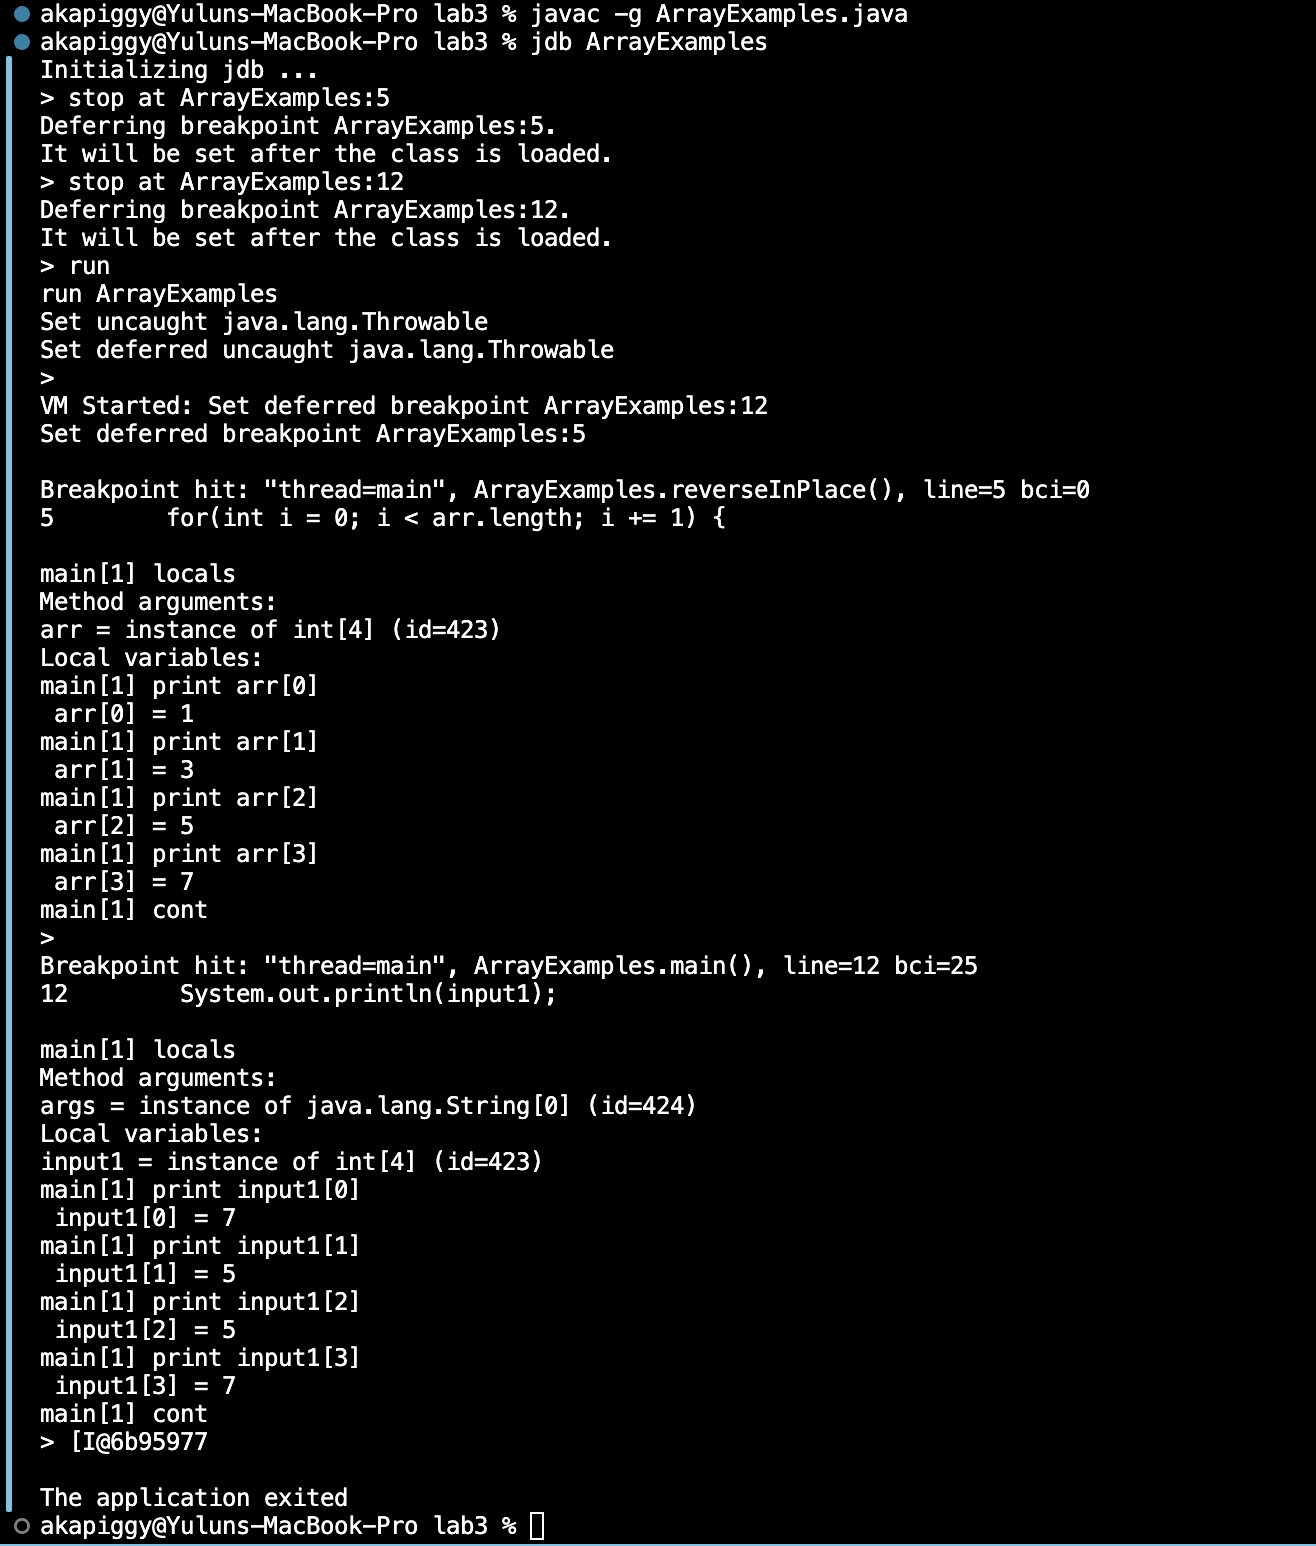 akapiggy@Yuluns-MacBook-Pro lab3 % javac -g ArrayExamples.java
akapiggy@Yuluns-MacBook-Pro lab3 % jdb ArrayExamples
Initializing jdb ...
> stop at ArrayExamples:5
Deferring breakpoint ArrayExamples:5.
It will be set after the class is loaded.
> stop at ArrayExamples:12
Deferring breakpoint ArrayExamples:12.
It will be set after the class is loaded.
> run
run ArrayExamples
Set uncaught java.lang.Throwable
Set deferred uncaught java.lang.Throwable
>
VM Started: Set deferred breakpoint ArrayExamples:12
Set deferred breakpoint ArrayExamples:5

Breakpoint hit: "thread=main", ArrayExamples.reverseInPlace(), line=5 bci=0
5        for(int i = 0; i < arr.length; i += 1) {

main[1] locals
Method arguments:
arr = instance of int[4] (id=423)
Local variables:
main[1] print arr[0]
 arr[0] = 1
main[1] print arr[1]
 arr[1] = 3
main[1] print arr[2]
 arr[2] = 5
main[1] print arr[3]
 arr[3] = 7
main[1] cont
>
Breakpoint hit: "thread=main", ArrayExamples.main(), line=12 bci=25
12        System.out.println(input1);

main[1] locals
Method arguments:
args = instance of java.lang.String[0] (id=424)
Local variables:
input1 = instance of int[4] (id=423)
main[1] print input1[0]
 input1[0] = 7
main[1] print input1[1]
 input1[1] = 5
main[1] print input1[2]
 input1[2] = 5
main[1] print input1[3]
 input1[3] = 7
main[1] cont
> [I@6b95977

The application exited
akapiggy@Yuluns-MacBook-Pro lab3 %